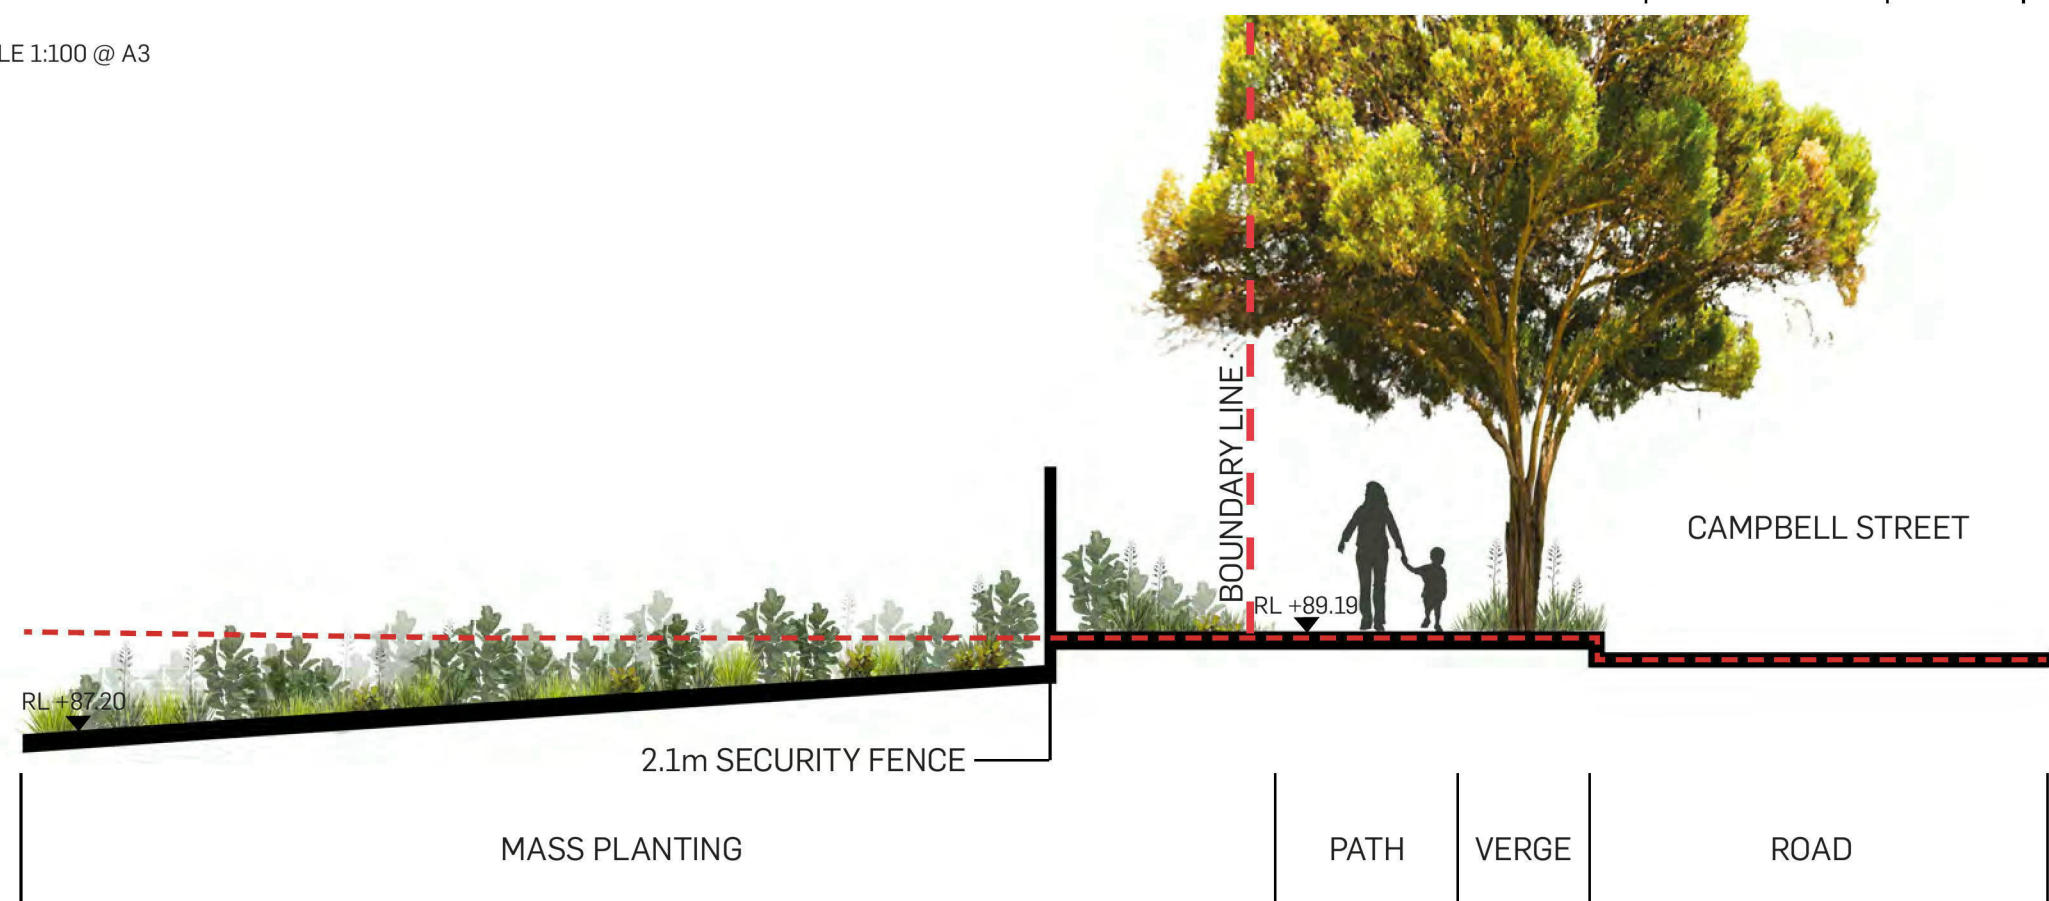 LE 1:100 @ A3
BOUNDARY LINE
CAMPBELL STREET
RL +89.19
RL +87.20
2.1m SECURITY FENCE
MASS PLANTING
PATH
VERGE
ROAD